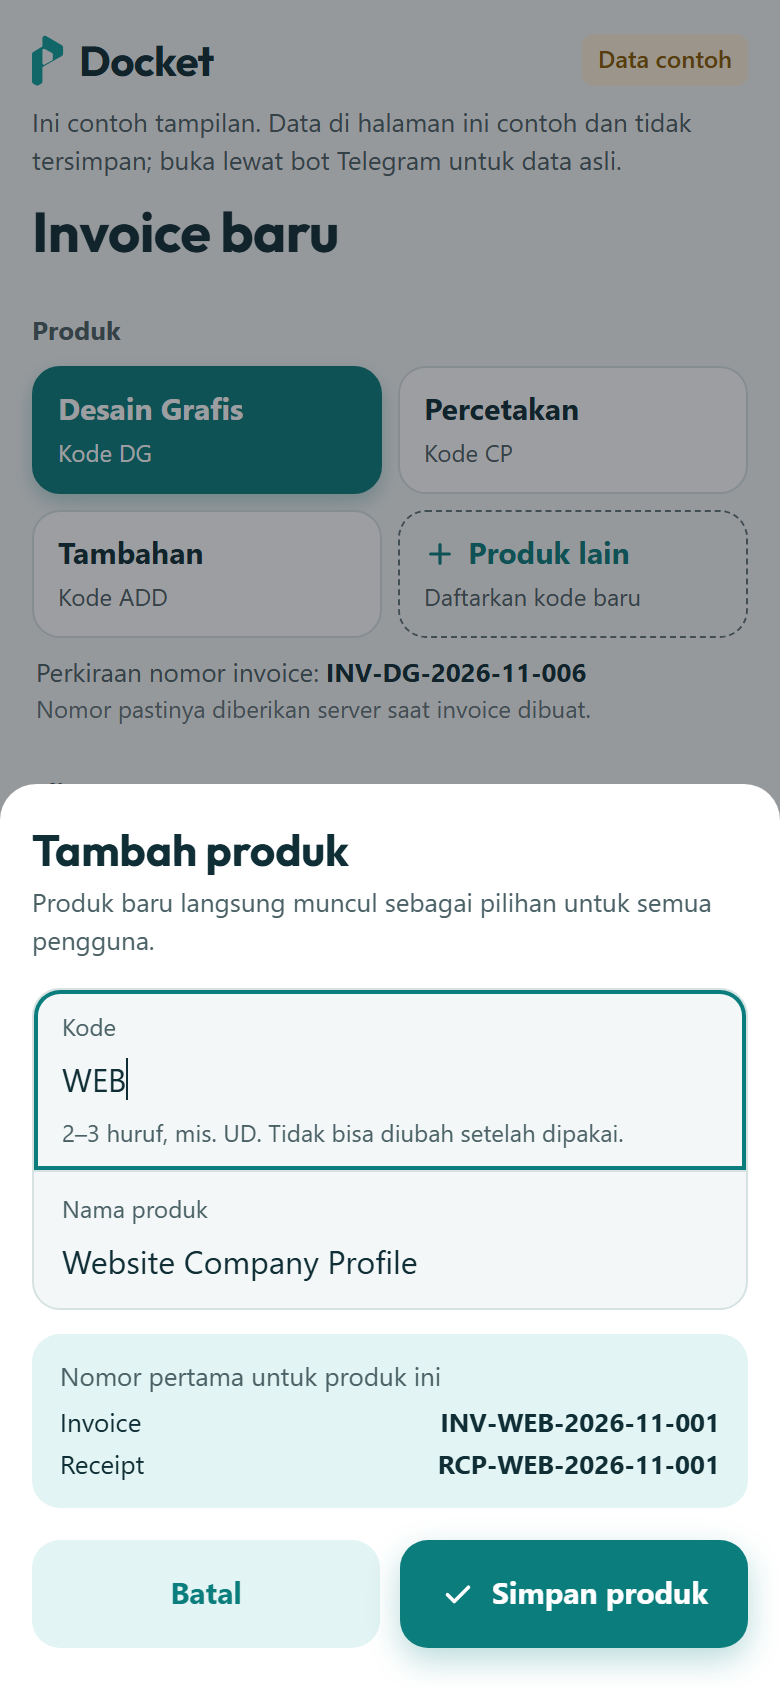 Docket
Data contoh
Ini contoh tampilan. Data di halaman ini contoh dan tidak
tersimpan; buka lewat bot Telegram untuk data asli.
Invoice baru
Produk
Desain Grafis
Kode DG
Percetakan
Kode CP
Tambahan
Kode ADD
+ Produk lain
Daftarkan kode baru
Perkiraan nomor invoice: INV-DG-2026-11-006
Nomor pastinya diberikan server saat invoice dibuat.
Tambah produk
Produk baru langsung muncul sebagai pilihan untuk semua
pengguna.
Kode
WEB
2–3 huruf, mis. UD. Tidak bisa diubah setelah dipakai.
Nama produk
Website Company Profile
Nomor pertama untuk produk ini
Invoice INV-WEB-2026-11-001
Receipt RCP-WEB-2026-11-001
Batal
Simpan produk